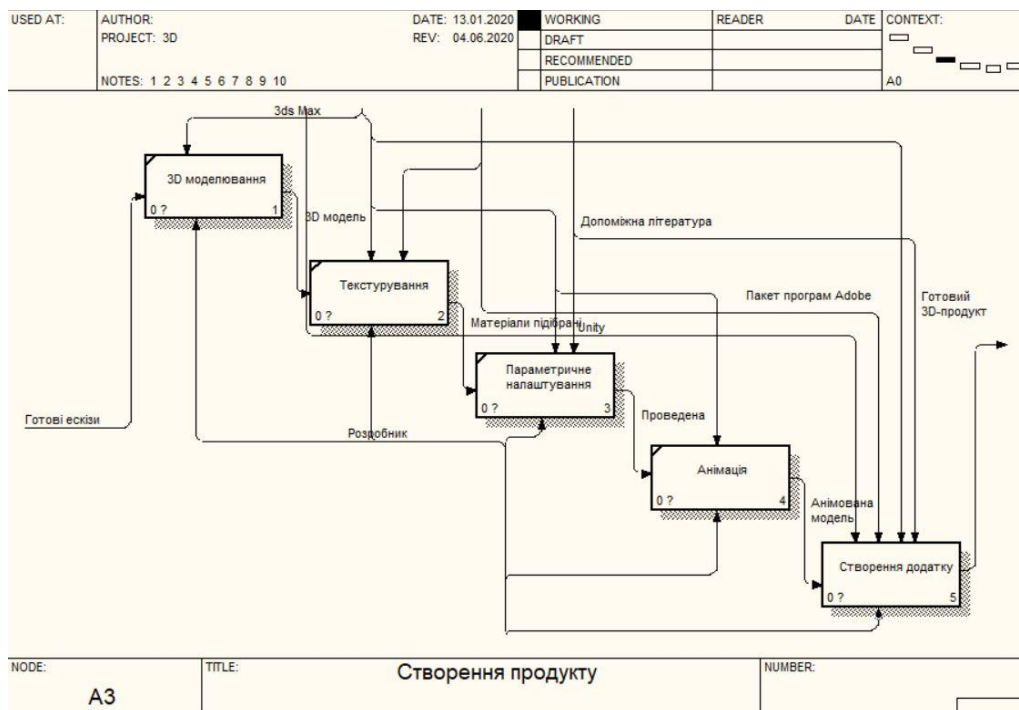 USED AT:
AUTHOR:
DATE: 13.01.2020
WORKING
READER
DATE
CONTEXT:
PROJECT: 3D
REV: 04.06.2020
DRAFT
RECOMMENDED
NOTES: 1 2 3 4 5 6 7 8 9 10
PUBLICATION
A0
3ds Max
3D моделювання
0 ?
1
3D модель
Допоміжна література
Текстурування
0 ?
2
Пакет програм Adobe
Готовий
3D-продукт
Матеріали підібрані
Unity
Параметричне
налаштування
0 ?
3
Готові ескізи
Проведена
Розробник
Анімація
0 ?
4
Анімована
модель
Створення додатку
0 ?
5
NODE:
TITLE:
Створення продукту
NUMBER:
A3